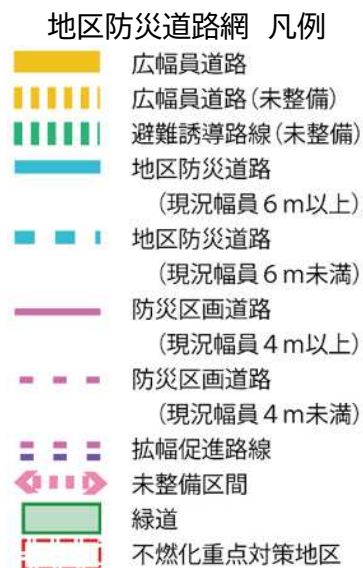 地区防災道路網 凡例
広幅員道路
広幅員道路(未整備)
避難誘導路線(未整備)
地区防災道路
(現況幅員6m以上)
地区防災道路
(現況幅員6m未満)
防災区画道路
(現況幅員4m以上)
防災区画道路
(現況幅員4m未満)
拡幅促進路線
未整備区間
緑道
不燃化重点対策地区